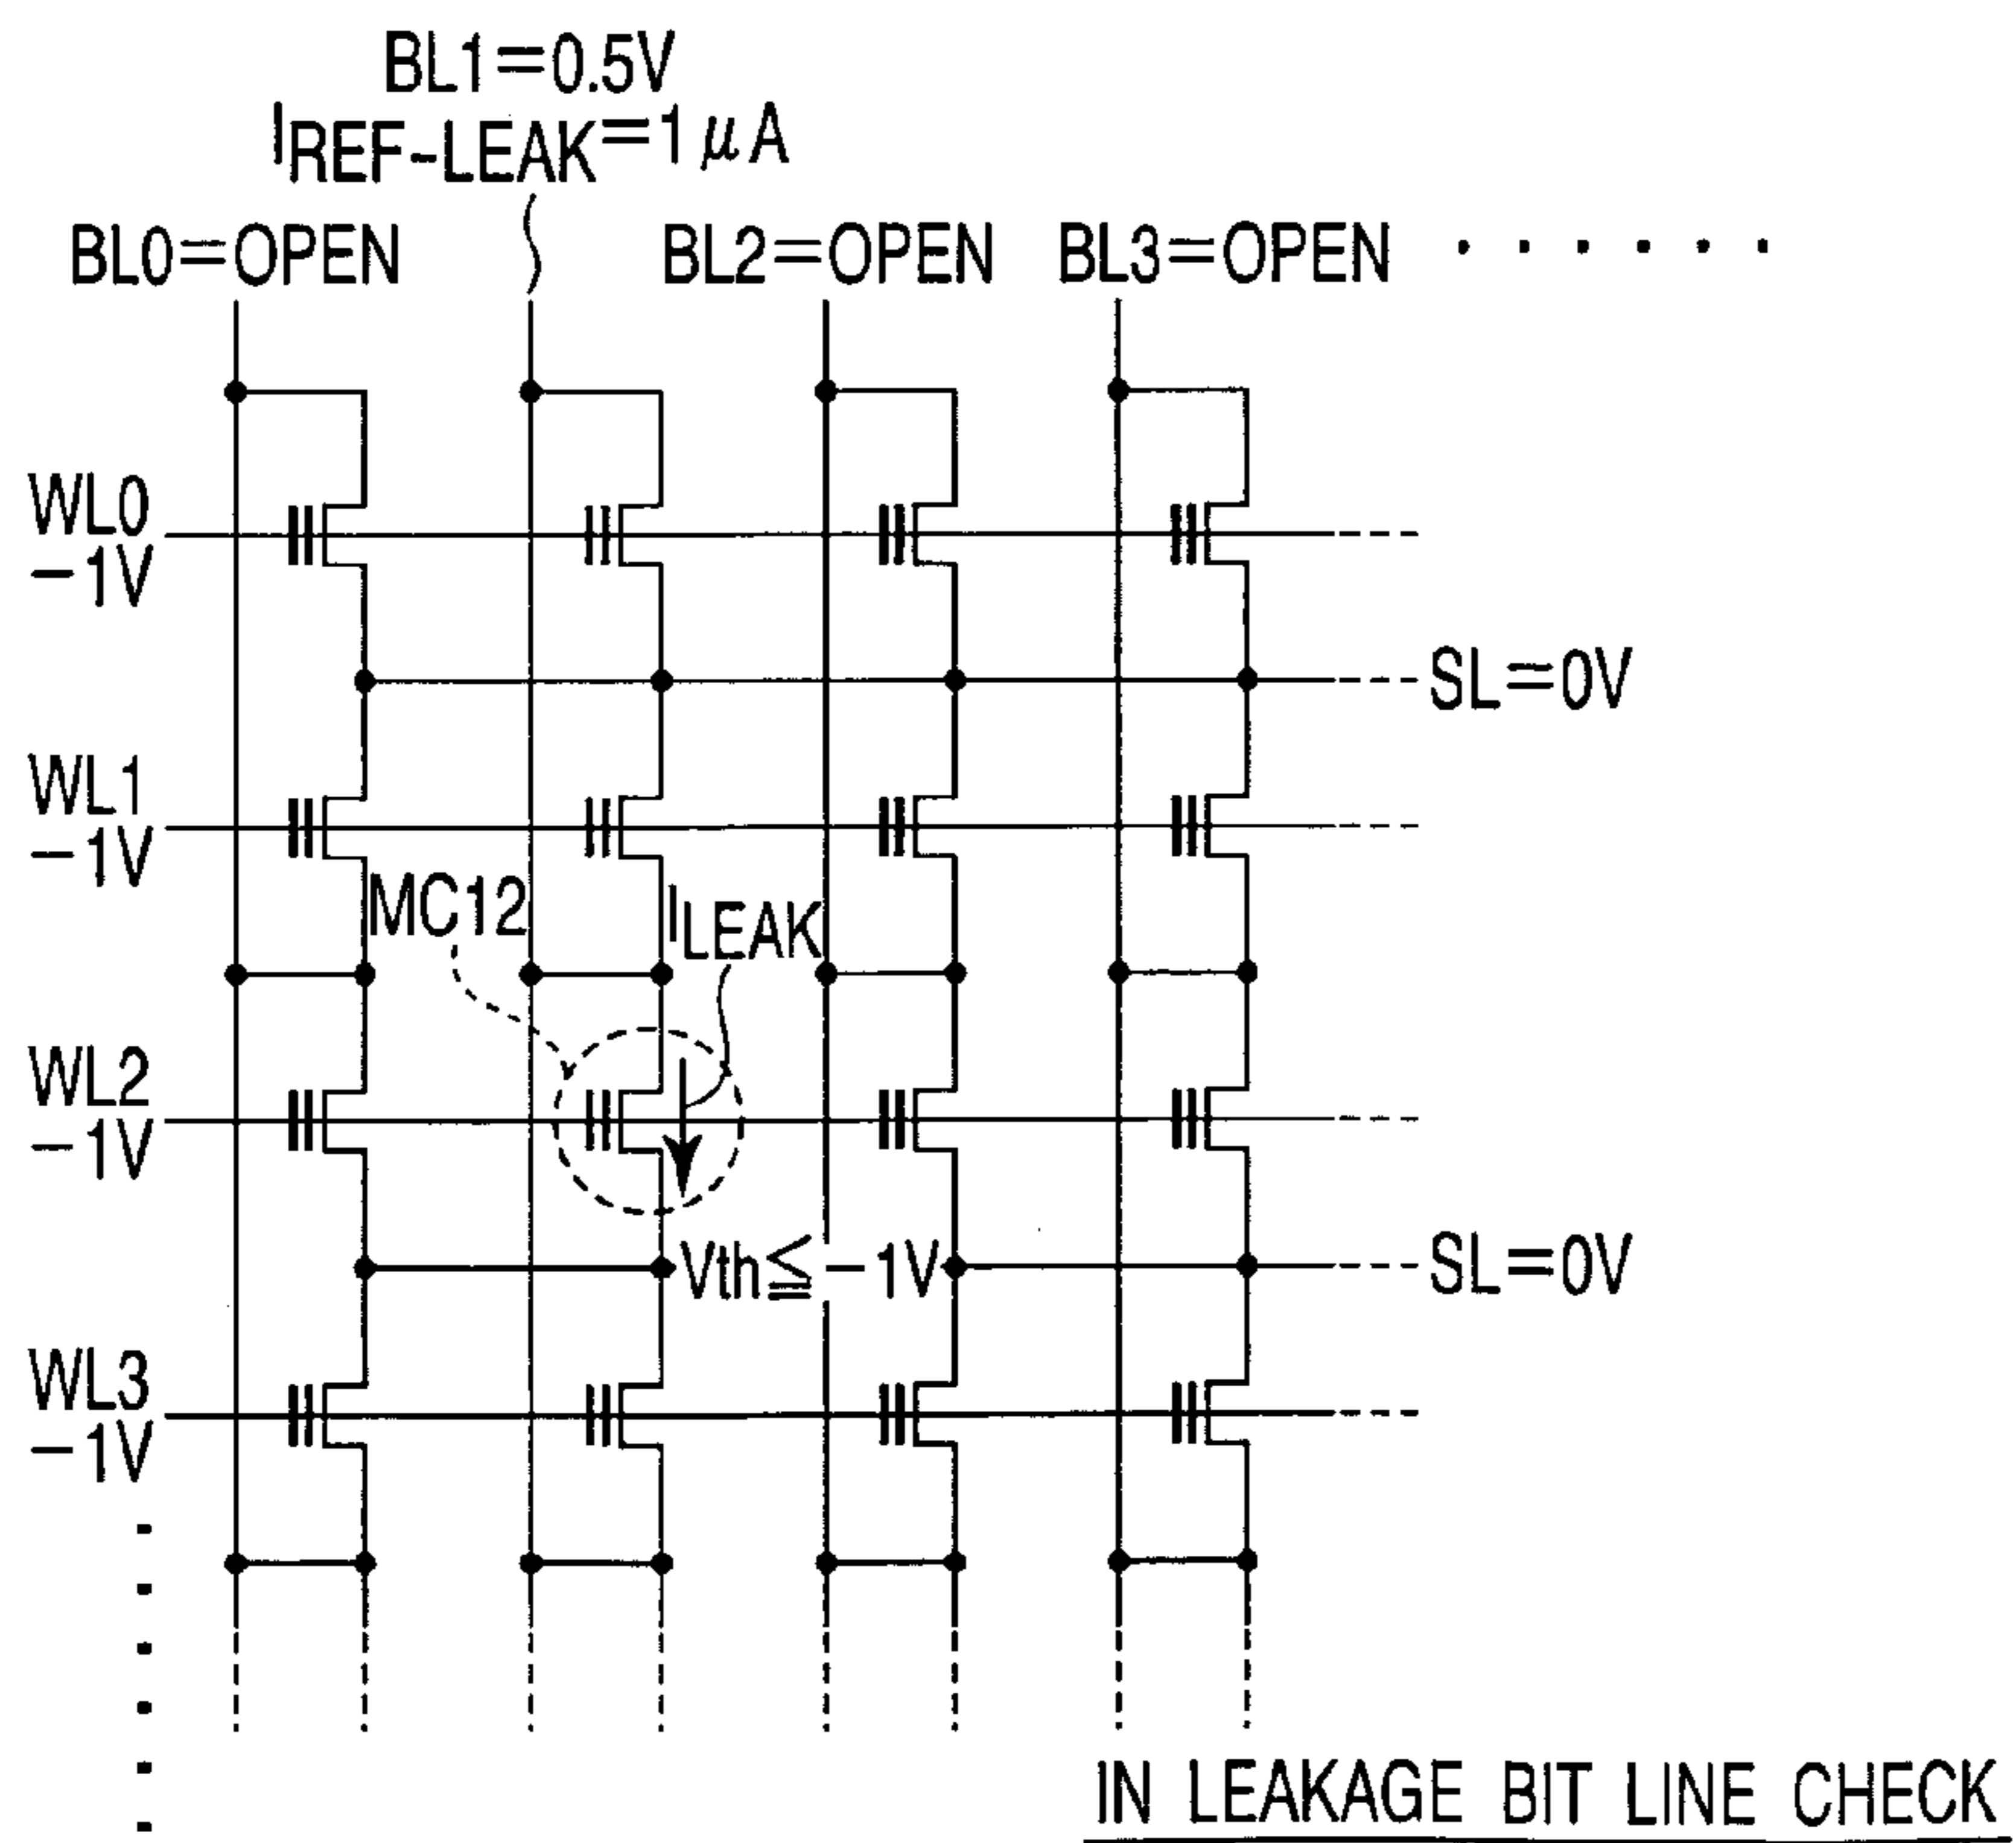 BL1=0.5V
IREF-LEAK=1μA
BL0=OPEN
BL2=OPEN
BL3=OPEN ······
WL0
-1V
SL=0V
WL1
-1V
MC12
ILEAK
WL2
-1V
Vth≦-1V
SL=0V
WL3
-1V
IN LEAKAGE BIT LINE CHECK